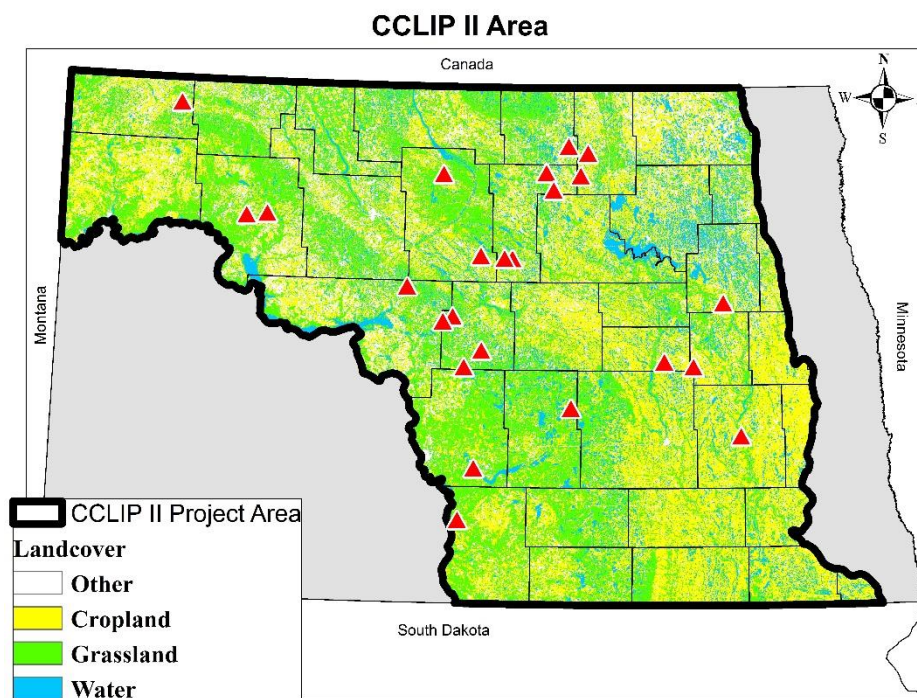 CCLIP II Area
Canada
N
W
S
Montana
Minnesota
CCLIP II Project Area
Landcover
Other
Cropland
Grassland
Water
South Dakota